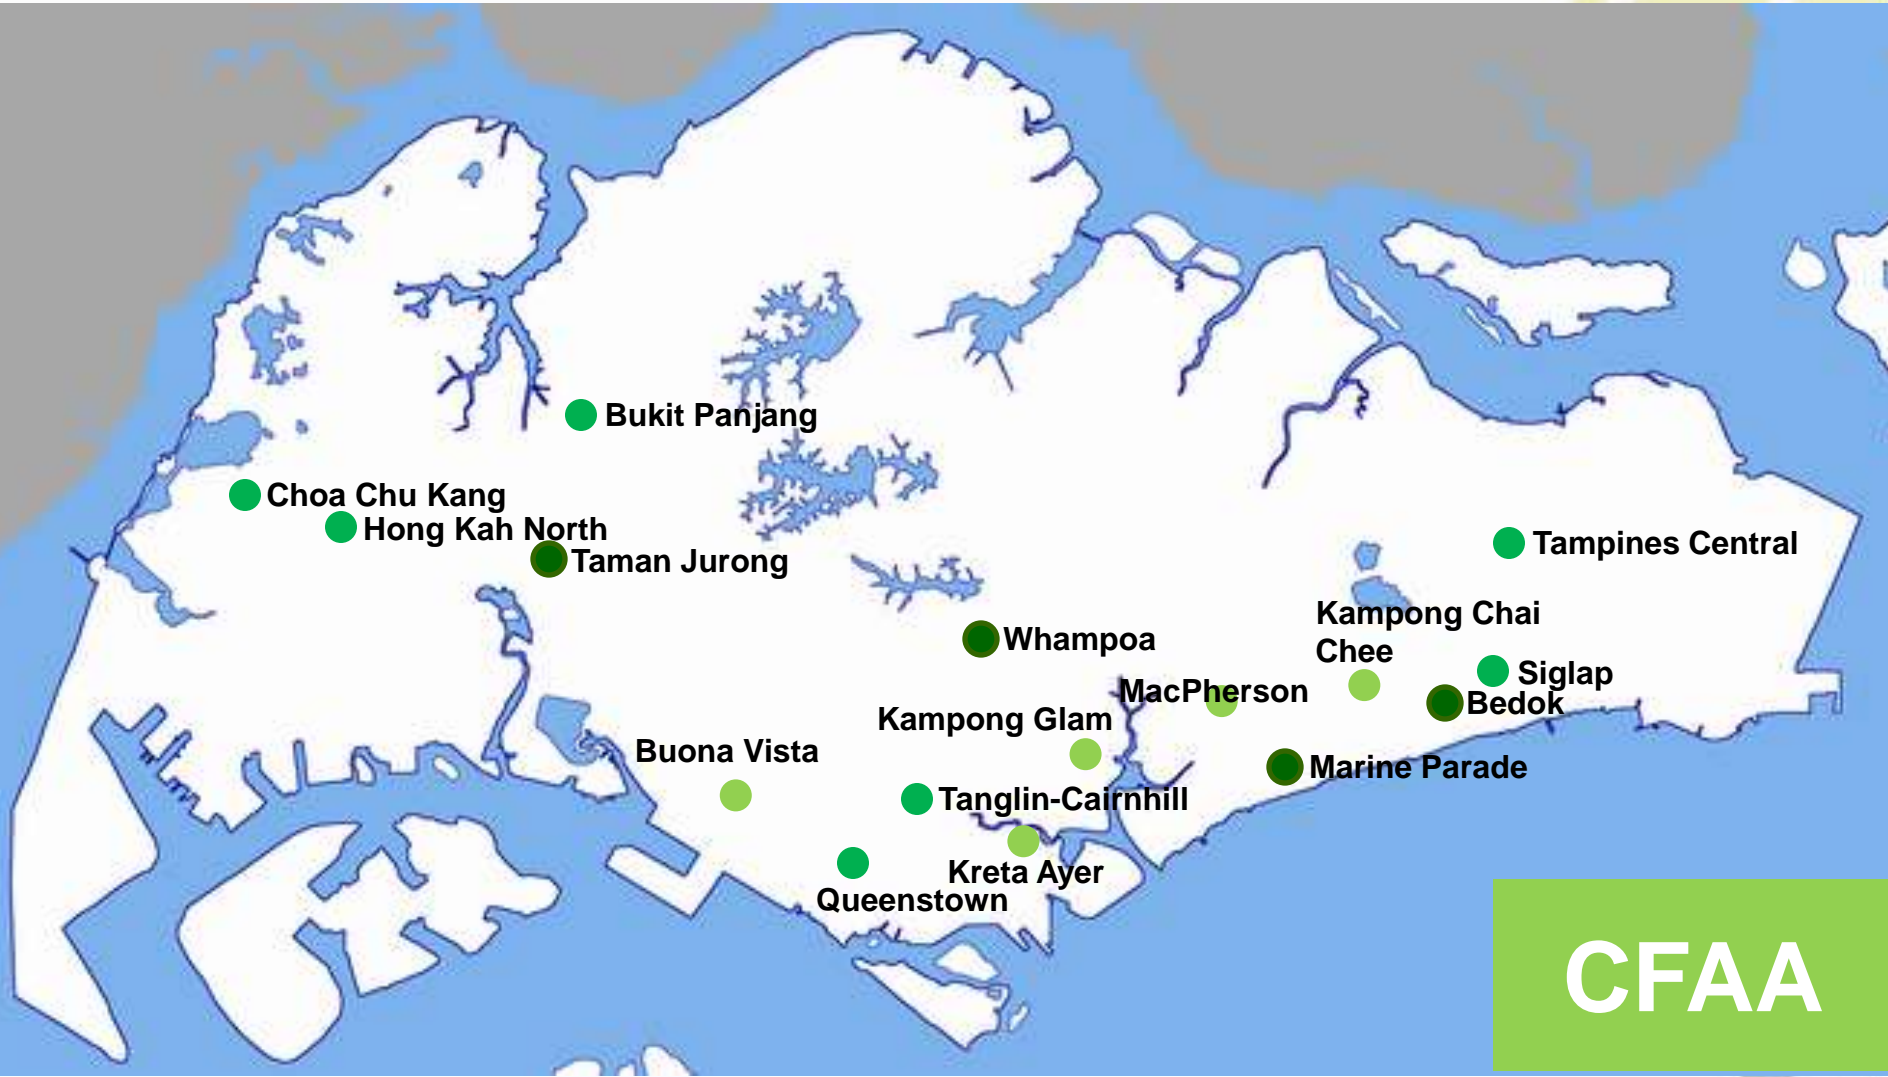 Bukit Panjang
Choa Chu Kang
Hong Kah North
Taman Jurong
Tampines Central
Kampong Chai
Chee
Whampoa
Siglap
MacPherson
Bedok
Kampong Glam
Buona Vista
Marine Parade
Tanglin-Cairnhill
Kreta Ayer
Queenstown
CFAA